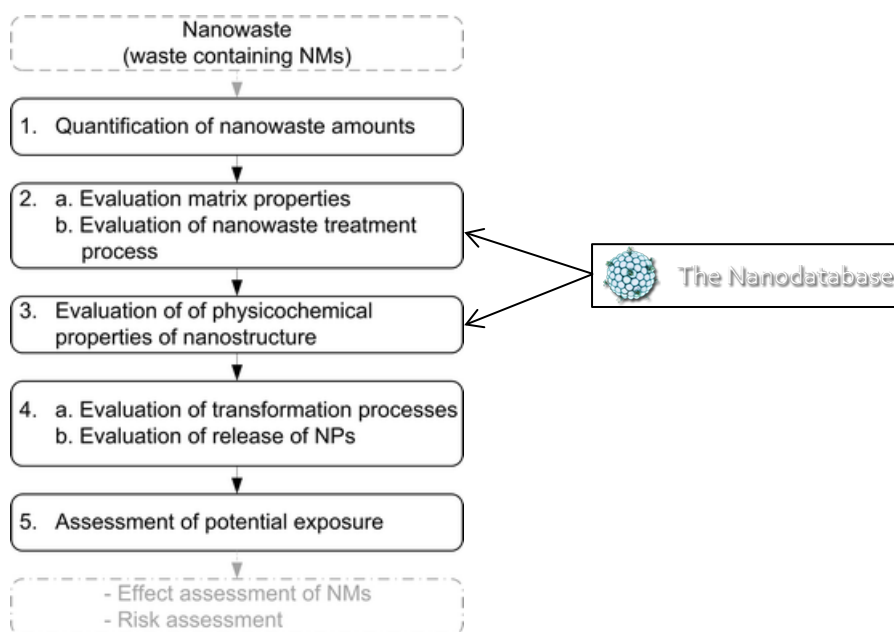 Nanowaste
(waste containing NMs)
1. Quantification of nanowaste amounts
2. a. Evaluation matrix properties
b. Evaluation of nanowaste treatment
process
3. Evaluation of of physicochemical
properties of nanostructure
4. a. Evaluation of transformation processes
b. Evaluation of release of NPs
5. Assessment of potential exposure
- Effect assessment of NMs
- Risk assessment
The Nanodatabase